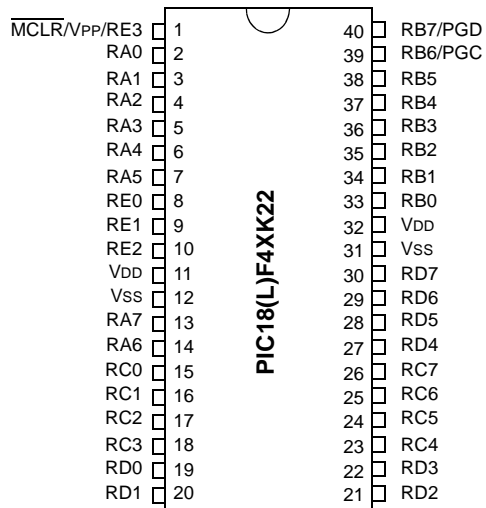 MCLR/VPP/RE3 1 40 RB7/PGD
RA0 2 39 RB6/PGC
RA1 3 38 RB5
RA2 4 37 RB4
RA3 5 36 RB3
RA4 6 35 RB2
RA5 7 34 RB1
RE0 8 33 RB0
RE1 9 32 VDD
RE2 10 31 VSS
VDD 11 30 RD7
VSS 12 29 RD6
RA7 13 28 RD5
RA6 14 27 RD4
RC0 15 26 RC7
RC1 16 25 RC6
RC2 17 24 RC5
RC3 18 23 RC4
RD0 19 22 RD3
RD1 20 21 RD2
PIC18(L)F4XK22